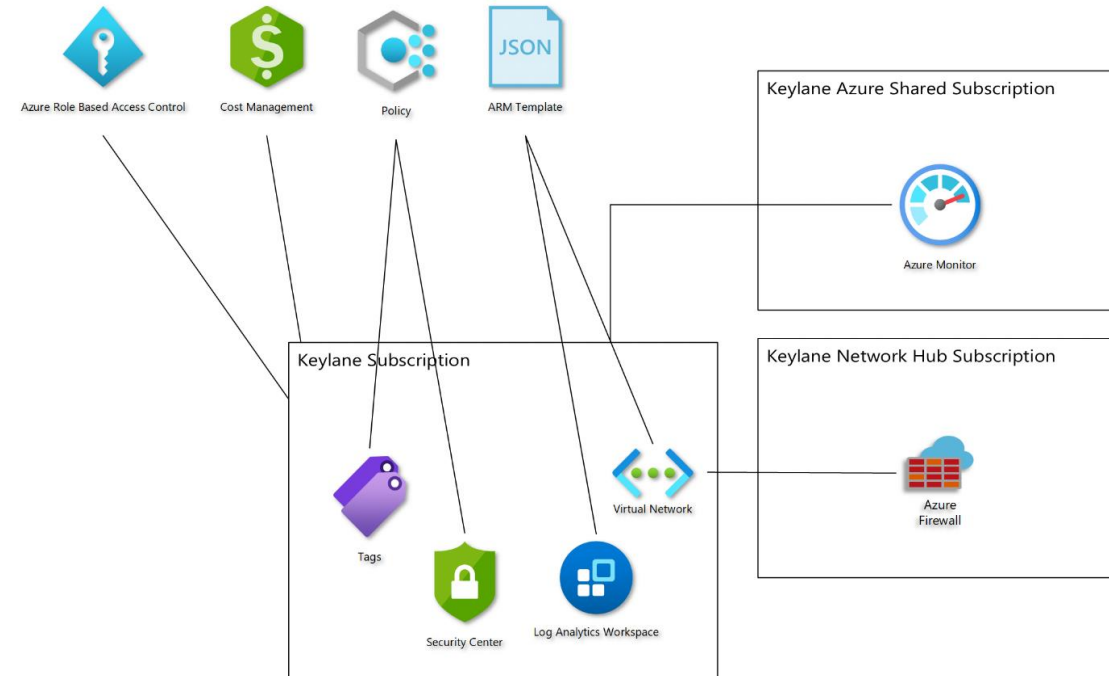 JSON
Azure Role Based Access Control
Cost Management
Policy
ARM Template
Keylane Azure Shared Subscription
Azure Monitor
Keylane Subscription
Keylane Network Hub Subscription
Virtual Network
Azure
Firewall
Tags
Security Center
Log Analytics Workspace